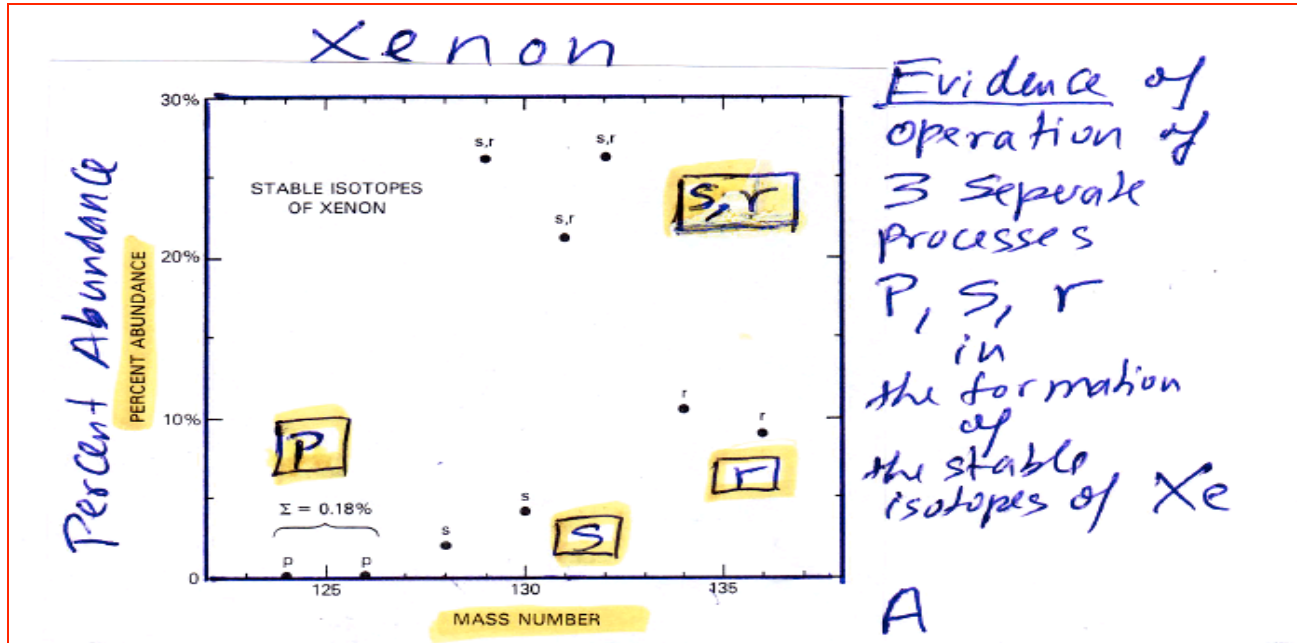 Xenon
Percent Abundance
PERCENT ABUNDANCE
30%
20%
10%
0
STABLE ISOTOPES
OF XENON
s,r
s,r
s,r
S,r
r
r
P
r
Σ = 0.18%
s
s
S
p
p
125
130
135
MASS NUMBER
Evidence of
operation of
3 Seperate
processes
P, S, r
in
the formation
of
the stable
isotopes of Xe
A